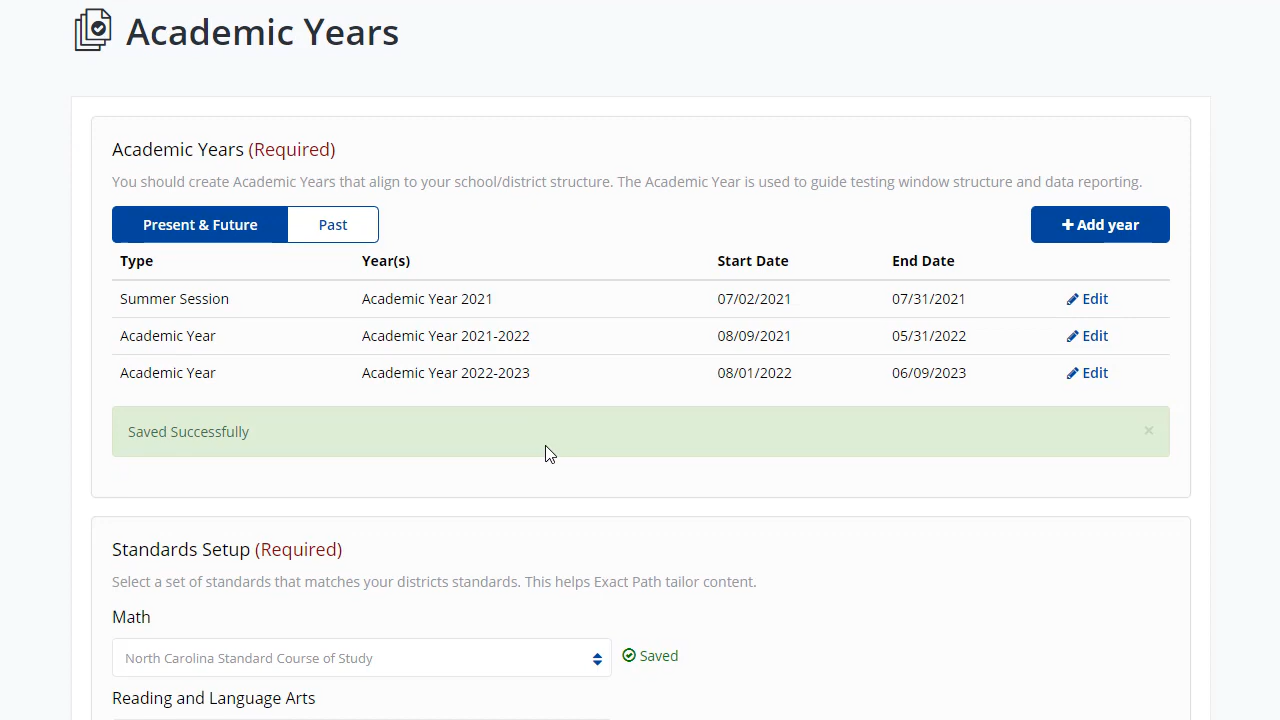 Academic Years
Academic Years (Required)
You should create Academic Years that align to your school/district structure. The Academic Year is used to guide testing window structure and data reporting.
Present & Future Past + Add year
Type Year(s) Start Date End Date
Summer Session Academic Year 2021 07/02/2021 07/31/2021 Edit
Academic Year Academic Year 2021-2022 08/09/2021 05/31/2022 Edit
Academic Year Academic Year 2022-2023 08/01/2022 06/09/2023 Edit
Saved Successfully ×
Standards Setup (Required)
Select a set of standards that matches your districts standards. This helps Exact Path tailor content.
Math
North Carolina Standard Course of Study Saved
Reading and Language Arts